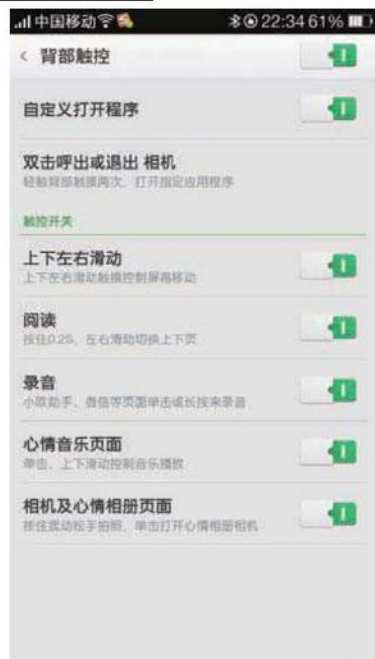 中国移动 22:34 61%
背部触控
自定义打开程序
双击呼出或退出 相机
轻触背部触摸两次，打开指定应用程序
触控开关
上下左右滑动
上下左右滑动触摸控制屏幕移动
阅读
按住0.2S，左右滑动切换上下页
录音
小欧助手、微信等页面单击或长按来录音
心情音乐页面
单击、上下滑动控制音乐播放
相机及心情相册页面
按住震动松手拍照，单击打开心情相册相机